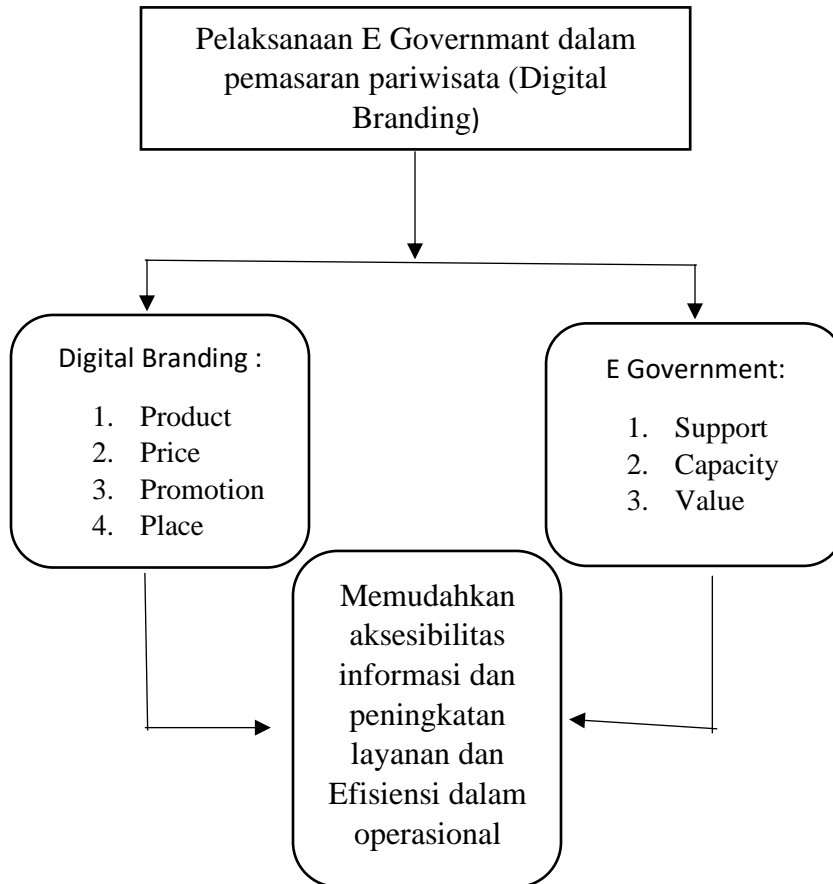 Pelaksanaan E Governmant dalam
pemasaran pariwisata (Digital
Branding)
Digital Branding :
1. Product
2. Price
3. Promotion
4. Place
E Government:
1. Support
2. Capacity
3. Value
Memudahkan
aksesibilitas
informasi dan
peningkatan
layanan dan
Efisiensi dalam
operasional